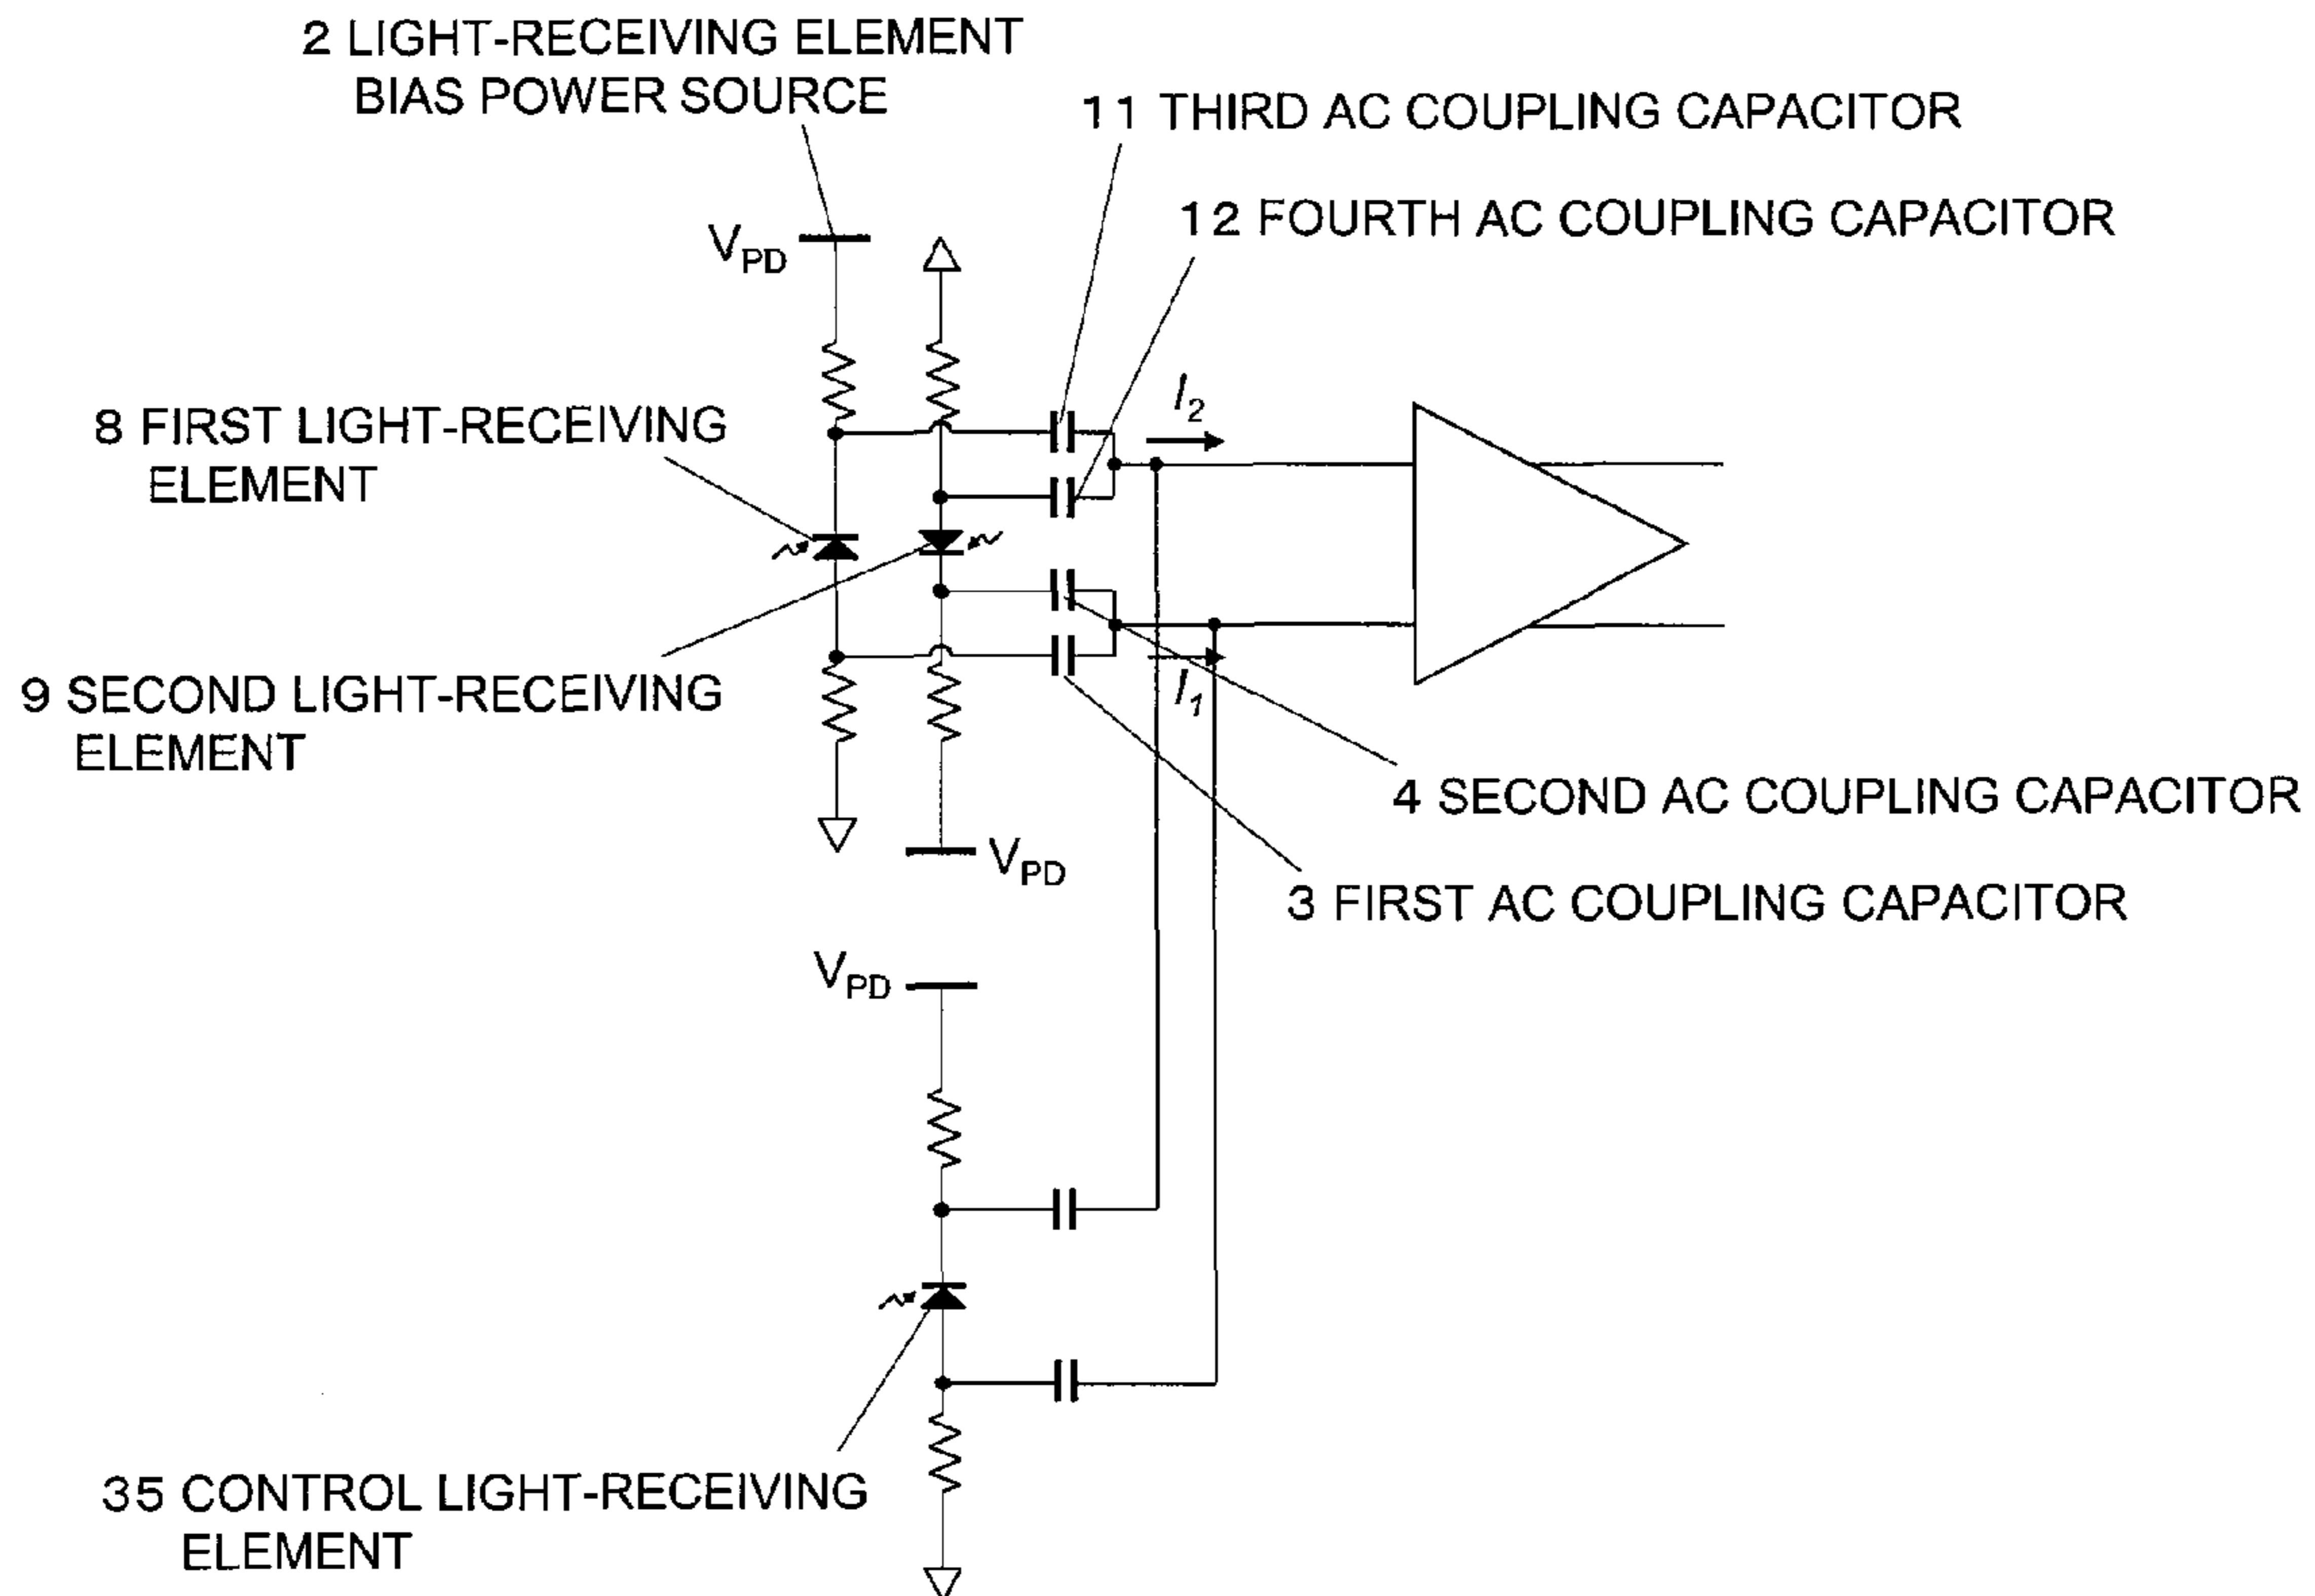 2 LIGHT-RECEIVING ELEMENT
BIAS POWER SOURCE
11 THIRD AC COUPLING CAPACITOR
12 FOURTH AC COUPLING CAPACITOR
VPD
I2
8 FIRST LIGHT-RECEIVING
ELEMENT
9 SECOND LIGHT-RECEIVING
ELEMENT
I1
4 SECOND AC COUPLING CAPACITOR
VPD
3 FIRST AC COUPLING CAPACITOR
VPD
35 CONTROL LIGHT-RECEIVING
ELEMENT